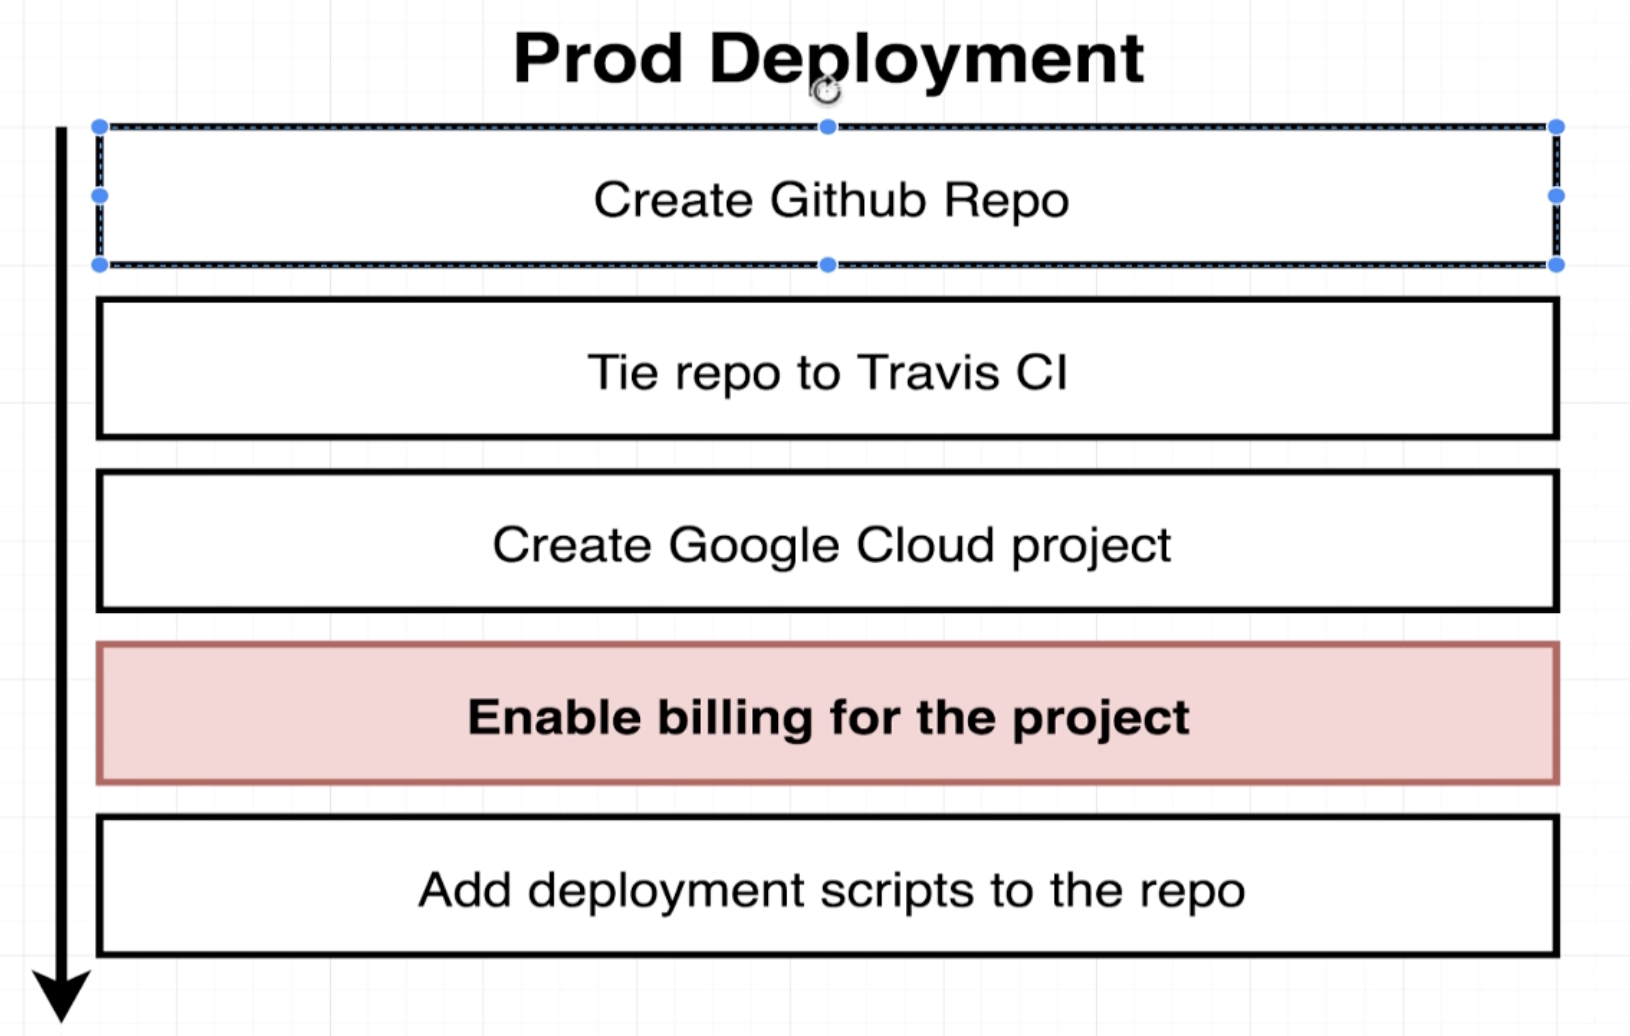 Prod Deployment
Create Github Repo
Tie repo to Travis CI
Create Google Cloud project
Enable billing for the project
Add deployment scripts to the repo